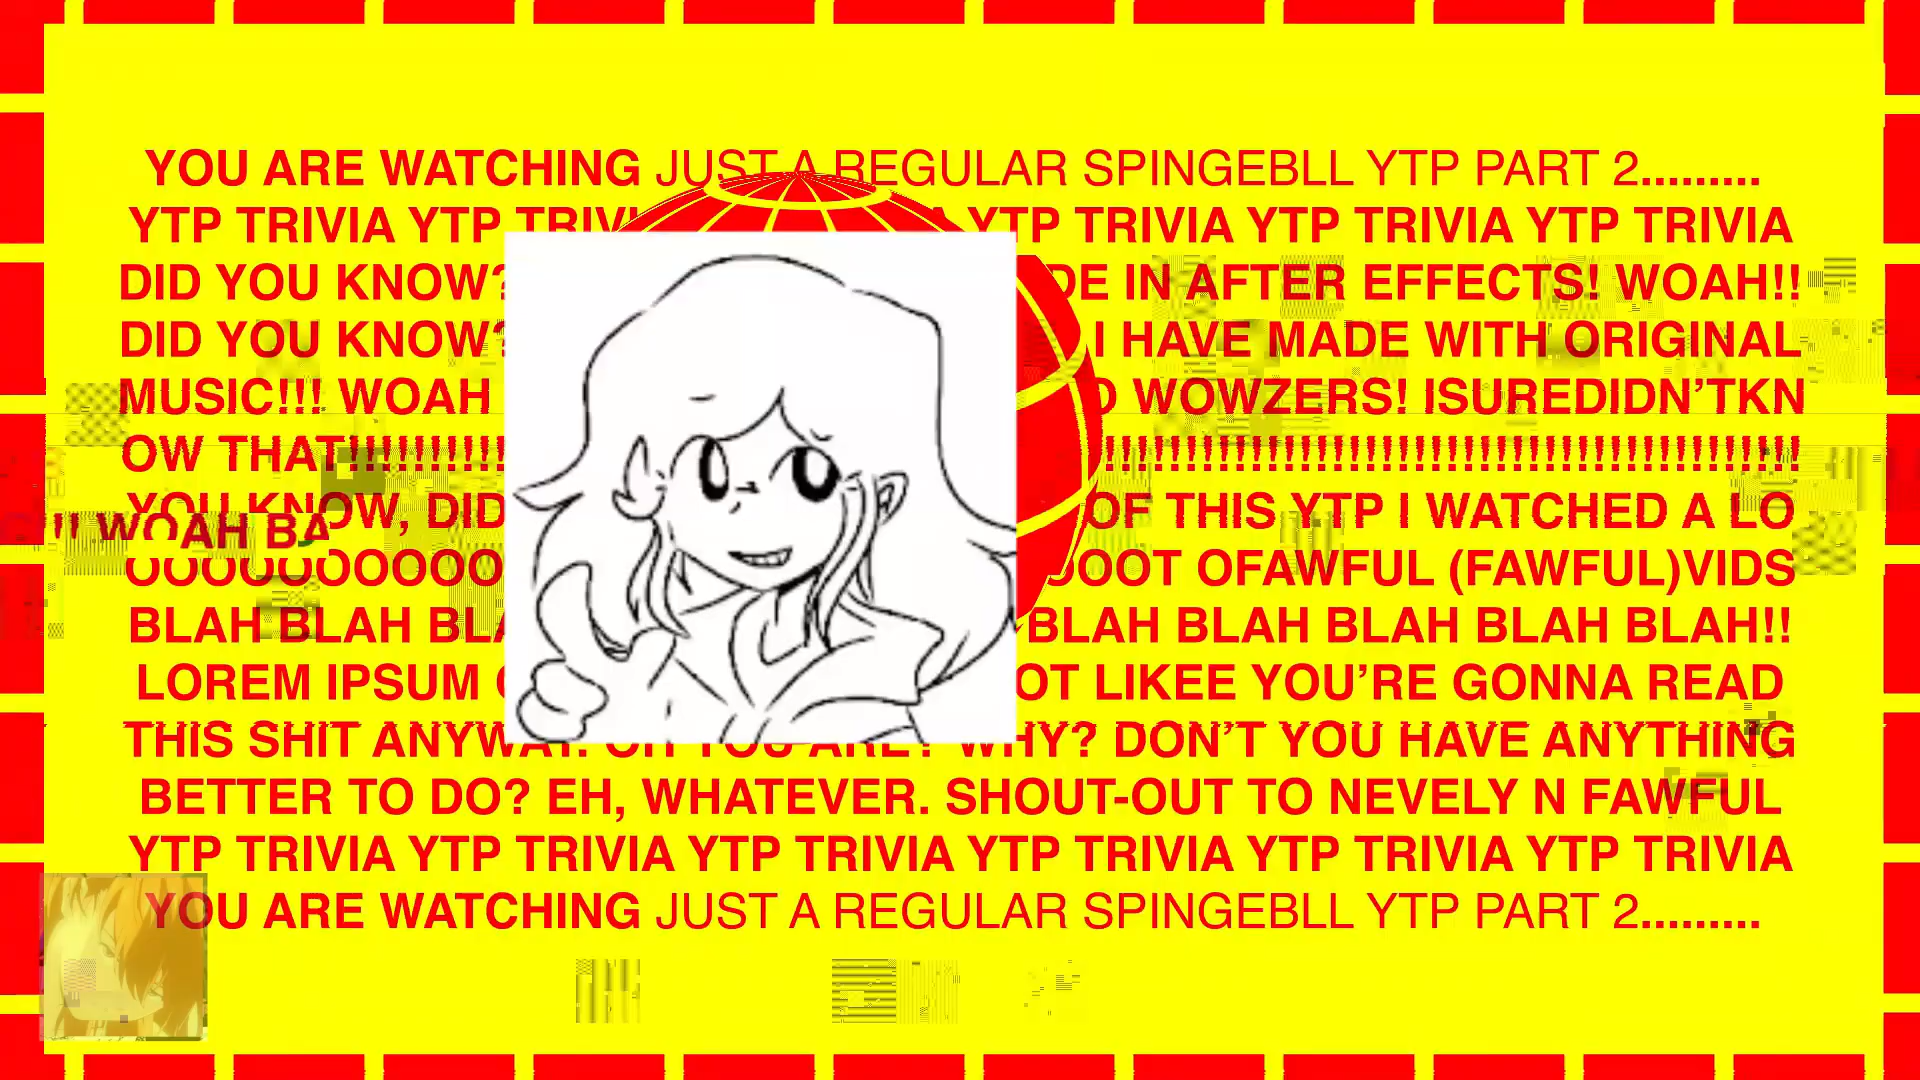 YOU ARE WATCHING JUST A REGULAR SPINGEBLL YTP PART 2.........
YTP TRIVIA YTP YTP TRIVIA YTP TRIVIA YTP TRIVIA
DID YOU KNOW? IN AFTER EFFECTS! WOAH!!
DID YOU KNOW? I HAVE MADE WITH ORIGINAL
MUSIC!!! WOAH WOWZERS! ISUREDIDN’TKN
OW THAT!!!!!!!!!! !!!!!!!!!!!!!!!!!!!!!!!!!!!!!!!!!!!!
YOU KNOW, DID OF THIS YTP I WATCHED A LO
!! WOAH BA
OOOOOOOOOOO OOOT OFAWFUL (FAWFUL)VIDS
BLAH BLAH BLAH BLAH BLAH BLAH BLAH!!
LOREM IPSUM LIKEE YOU’RE GONNA READ
THIS SHIT ANYWAY. OH YOU ARE? WHY? DON’T YOU HAVE ANYTHING
BETTER TO DO? EH, WHATEVER. SHOUT-OUT TO NEVELY N FAWFUL
YTP TRIVIA YTP TRIVIA YTP TRIVIA YTP TRIVIA YTP TRIVIA YTP TRIVIA
YOU ARE WATCHING JUST A REGULAR SPINGEBLL YTP PART 2.........